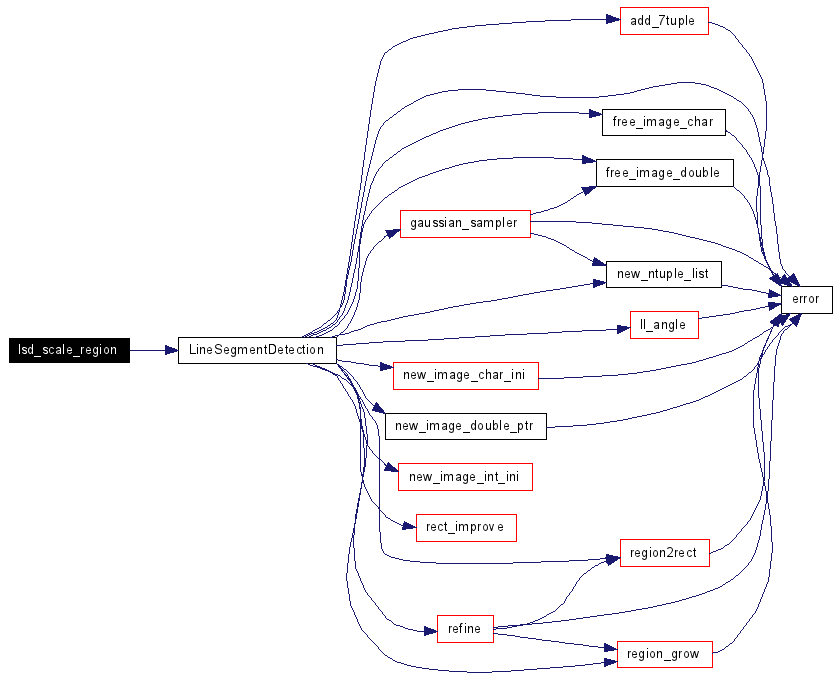 add_7tuple
free_image_char
free_image_double
gaussian_sampler
new_ntuple_list
error
ll_angle
lsd_scale_region
LineSegmentDetection
new_image_char_ini
new_image_double_ptr
new_image_int_ini
rect_improve
region2rect
refine
region_grow